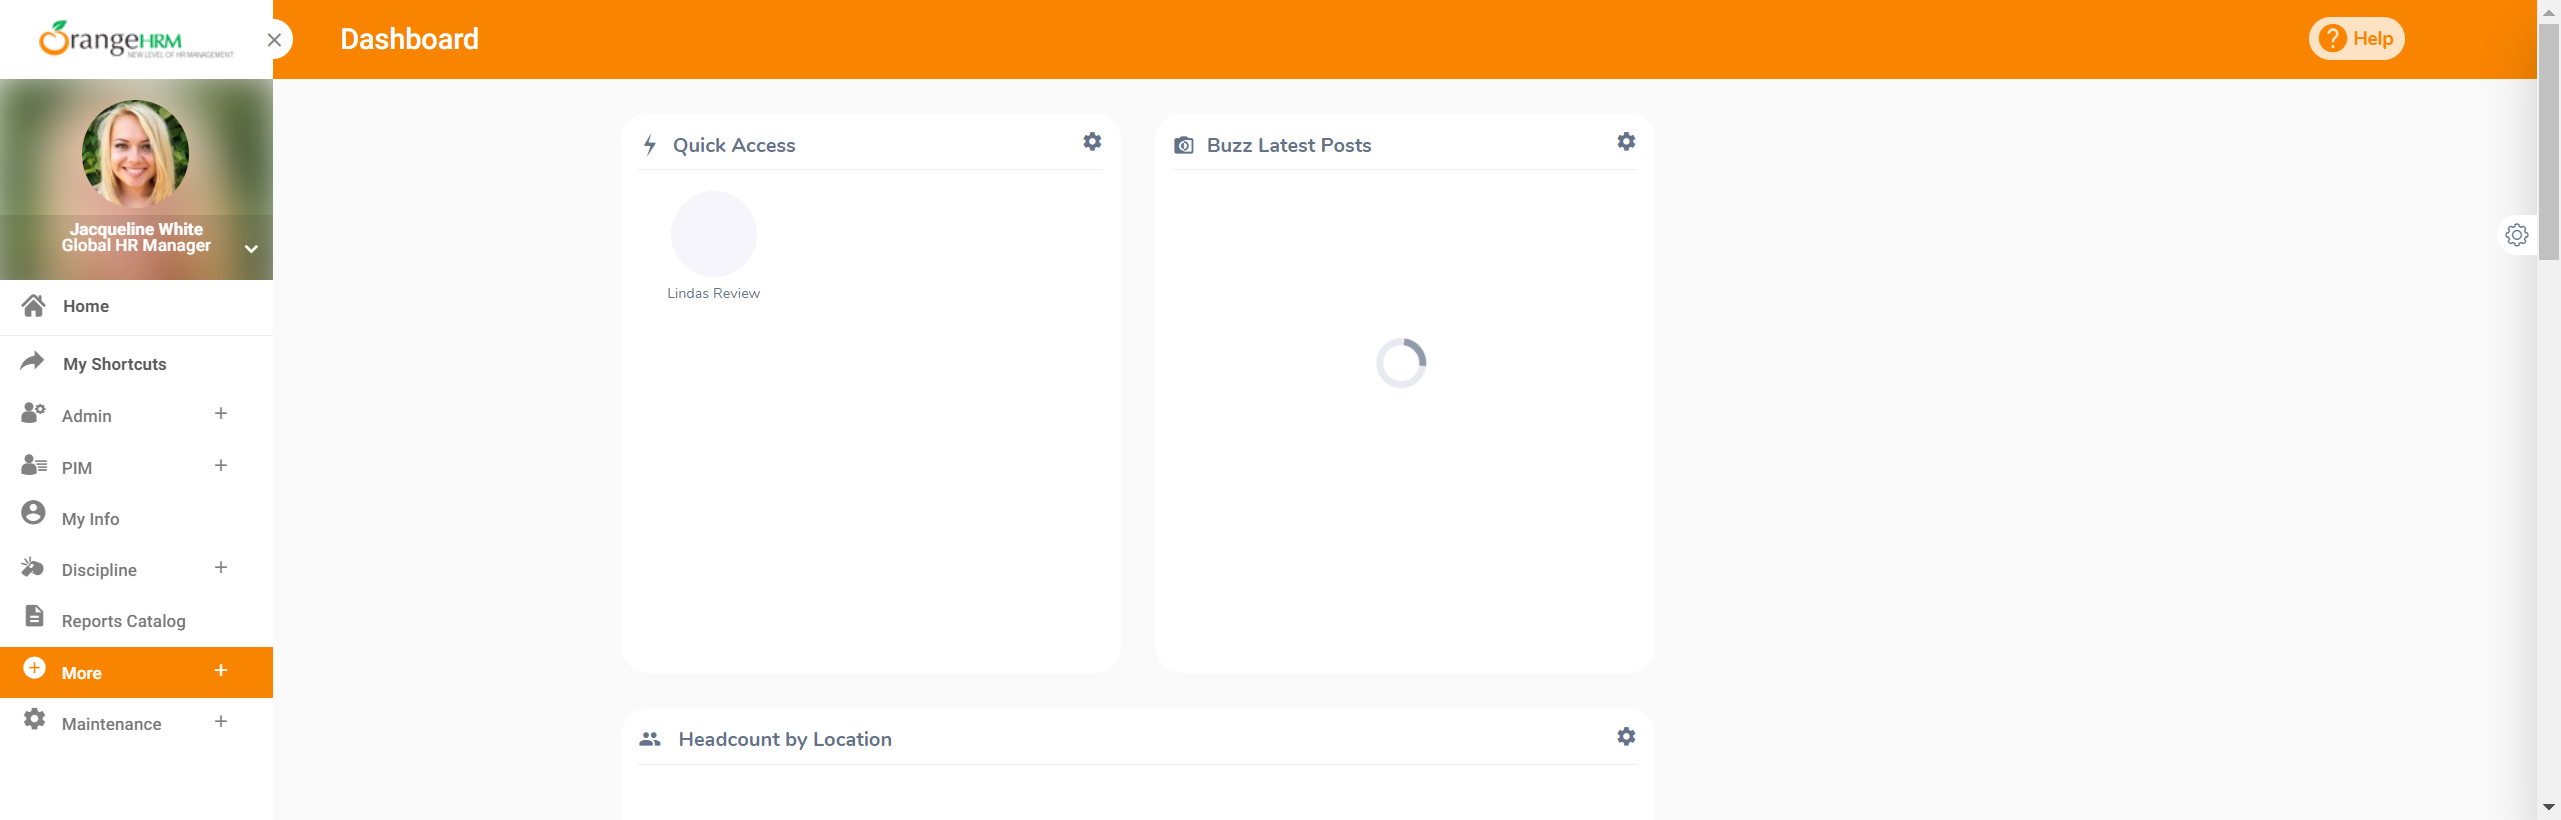 OrangeHRM
NEW LEVEL OF HR MANAGEMENT
Dashboard
Help
Jacqueline White
Global HR Manager
Home
My Shortcuts
Admin
PIM
My Info
Discipline
Reports Catalog
More
Maintenance
Quick Access
Lindas Review
Buzz Latest Posts
Headcount by Location